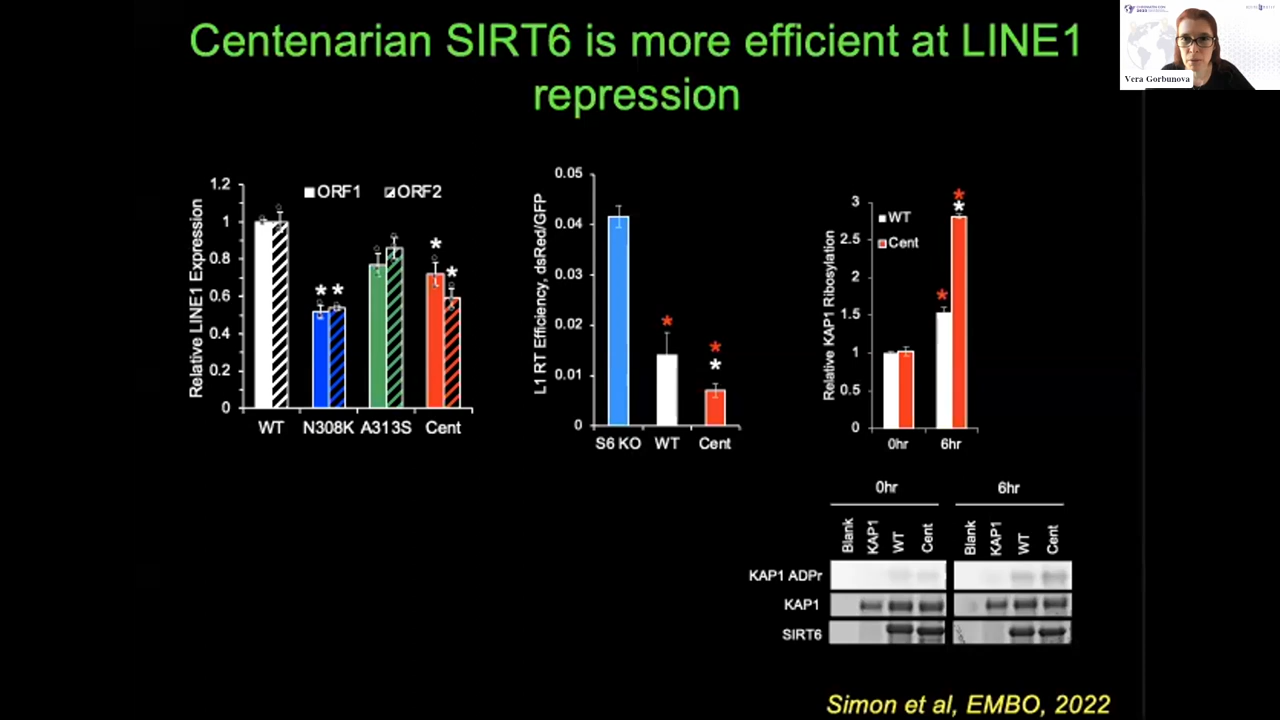 Centenarian SIRT6 is more efficient at LINE1
repression
Vera Gorbunova
Relative LINE1 Expression
1.2
1
0.8
0.6
0.4
0.2
0
ORF1
ORF2
* *
*
*
WT
N308K
A313S
Cent
L1 RT Efficiency, dsRed/GFP
0.05
0.04
0.03
0.02
0.01
0
*
*
*
S6 KO
WT
Cent
Relative KAP1 Ribosylation
3
2.5
2
1.5
1
0.5
0
WT
Cent
*
*
*
0hr
6hr
0hr
6hr
Blank
KAP1
WT
Cent
Blank
KAP1
WT
Cent
KAP1 ADPr
KAP1
SIRT6
Simon et al, EMBO, 2022